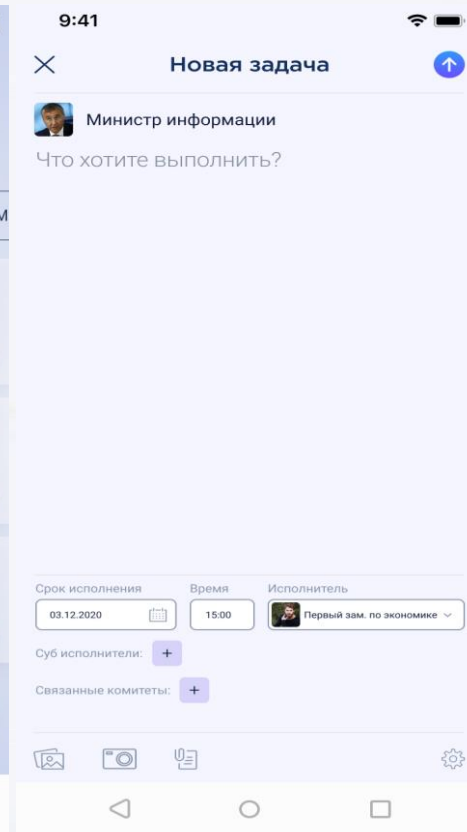 9:41
Новая задача
Министр информации
Что хотите выполнить?
М
Срок исполнения Время Исполнитель
03.12.2020 15:00 Первый зам. по экономике
Суб исполнители: +
Связанные комитеты: +